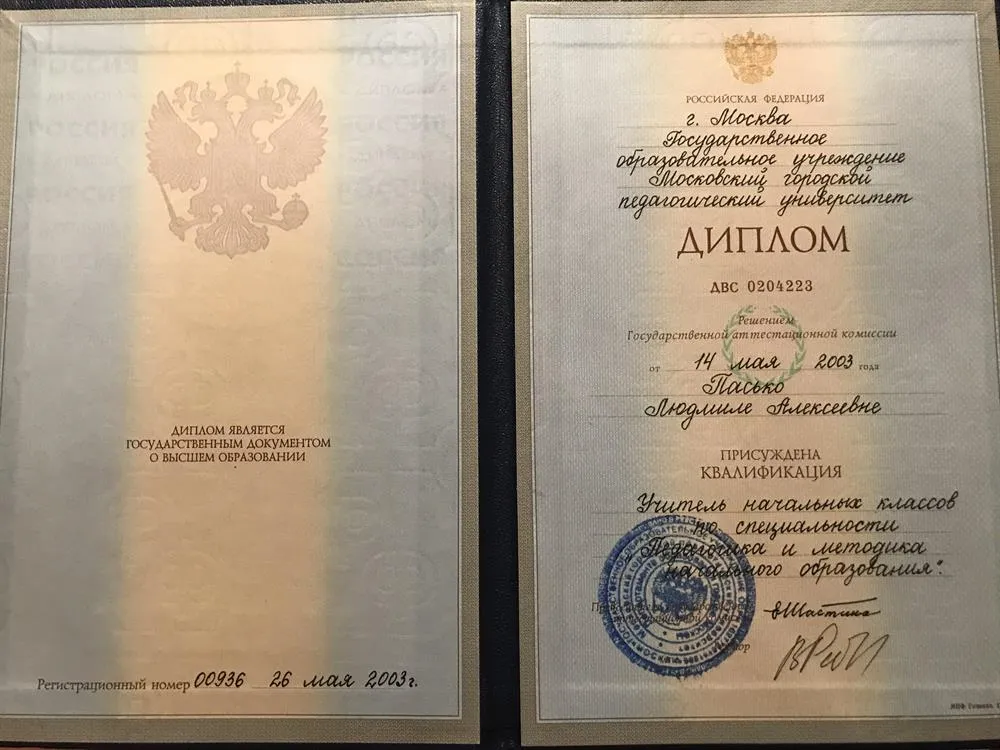 ДИПЛОМ ЯВЛЯЕТСЯ
ГОСУДАРСТВЕННЫМ ДОКУМЕНТОМ
О ВЫСШЕМ ОБРАЗОВАНИИ
Регистрационный номер 00936 26 мая 2003г.
РОССИЙСКАЯ ФЕДЕРАЦИЯ
г. Москва
Государственное
образовательное учреждение
Московский городской
педагогический университет
ДИПЛОМ
ДВС 0204223
Решением
Государственной аттестационной комиссии
от 14 мая 2003 года
Пасько
Людмиле Алексеевне
ПРИСУЖДЕНА
КВАЛИФИКАЦИЯ
Учитель начальных классов
по специальности
"Педагогика и методика
начального образования".